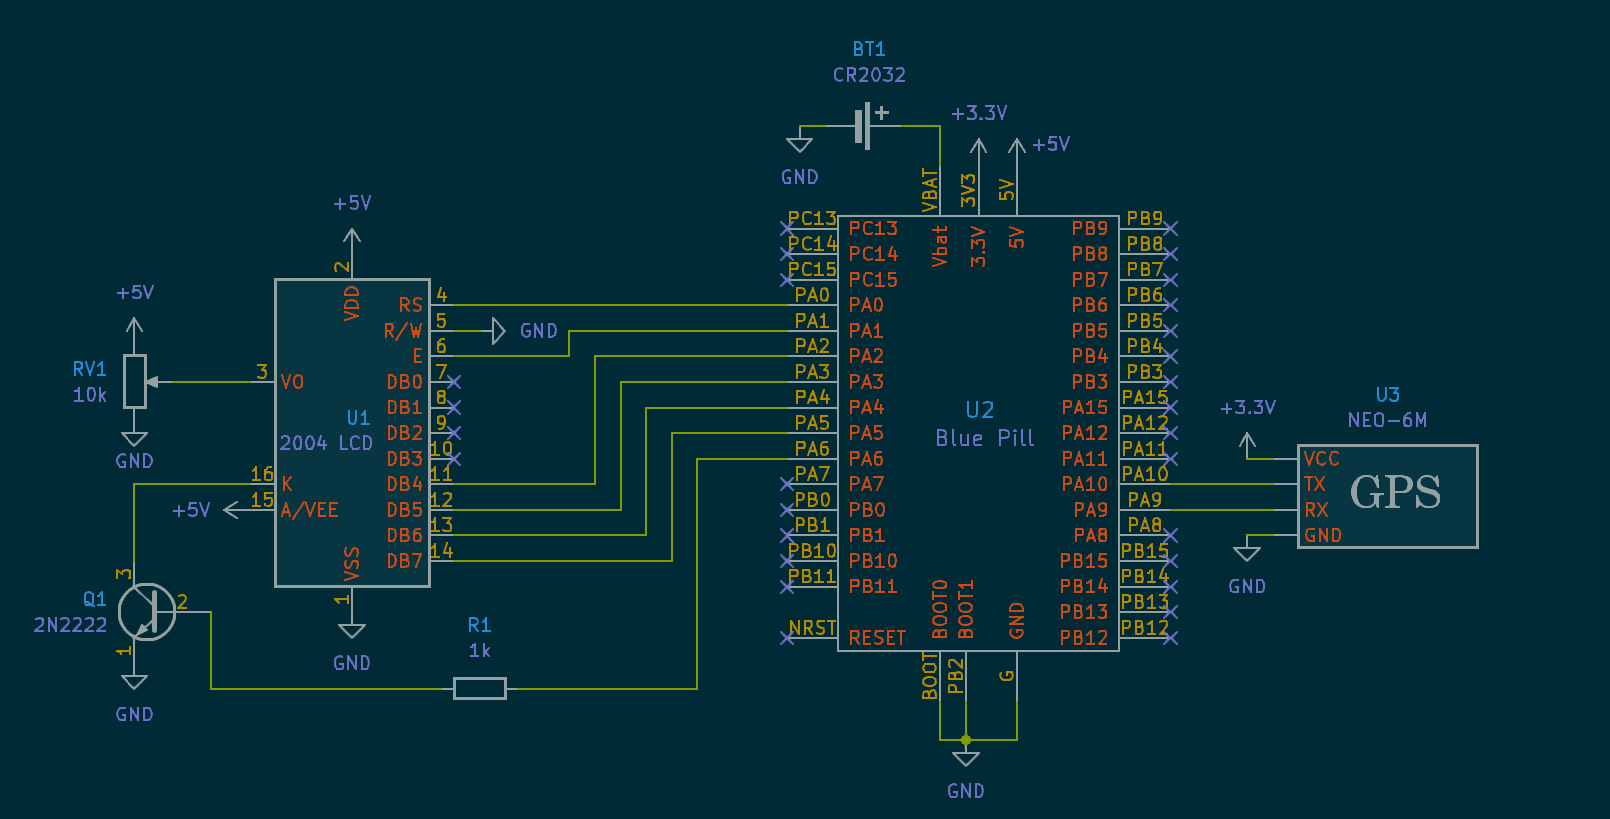 BT1
CR2032
+3.3V
+5V
GND
VBAT
3V3
5V
+5V
2
VDD
+5V
RV1
10k
GND
3
VO
16
K
+5V
15
A/VEE
U1
2004 LCD
RS
4
R/W
5
GND
E
6
DB0
7
DB1
8
DB2
9
DB3
10
DB4
11
DB5
12
DB6
13
DB7
14
VSS
1
GND
3
Q1
2N2222
2
1
GND
R1
1k
PC13
PC13
PC14
PC14
PC15
PC15
PA0
PA0
PA1
PA1
PA2
PA2
PA3
PA3
PA4
PA4
PA5
PA5
PA6
PA6
PA7
PA7
PB0
PB0
PB1
PB1
PB10
PB10
PB11
PB11
NRST
RESET
Vbat
3.3V
5V
U2
Blue Pill
BOOT0
BOOT1
GND
BOOT
PB2
G
GND
PB9
PB9
PB8
PB8
PB7
PB7
PB6
PB6
PB5
PB5
PB4
PB4
PB3
PB3
PA15
PA15
PA12
PA12
PA11
PA11
PA10
PA10
PA9
PA9
PA8
PA8
PB15
PB15
PB14
PB14
PB13
PB13
PB12
PB12
+3.3V
U3
NEO-6M
VCC
TX
RX
GND
GPS
GND